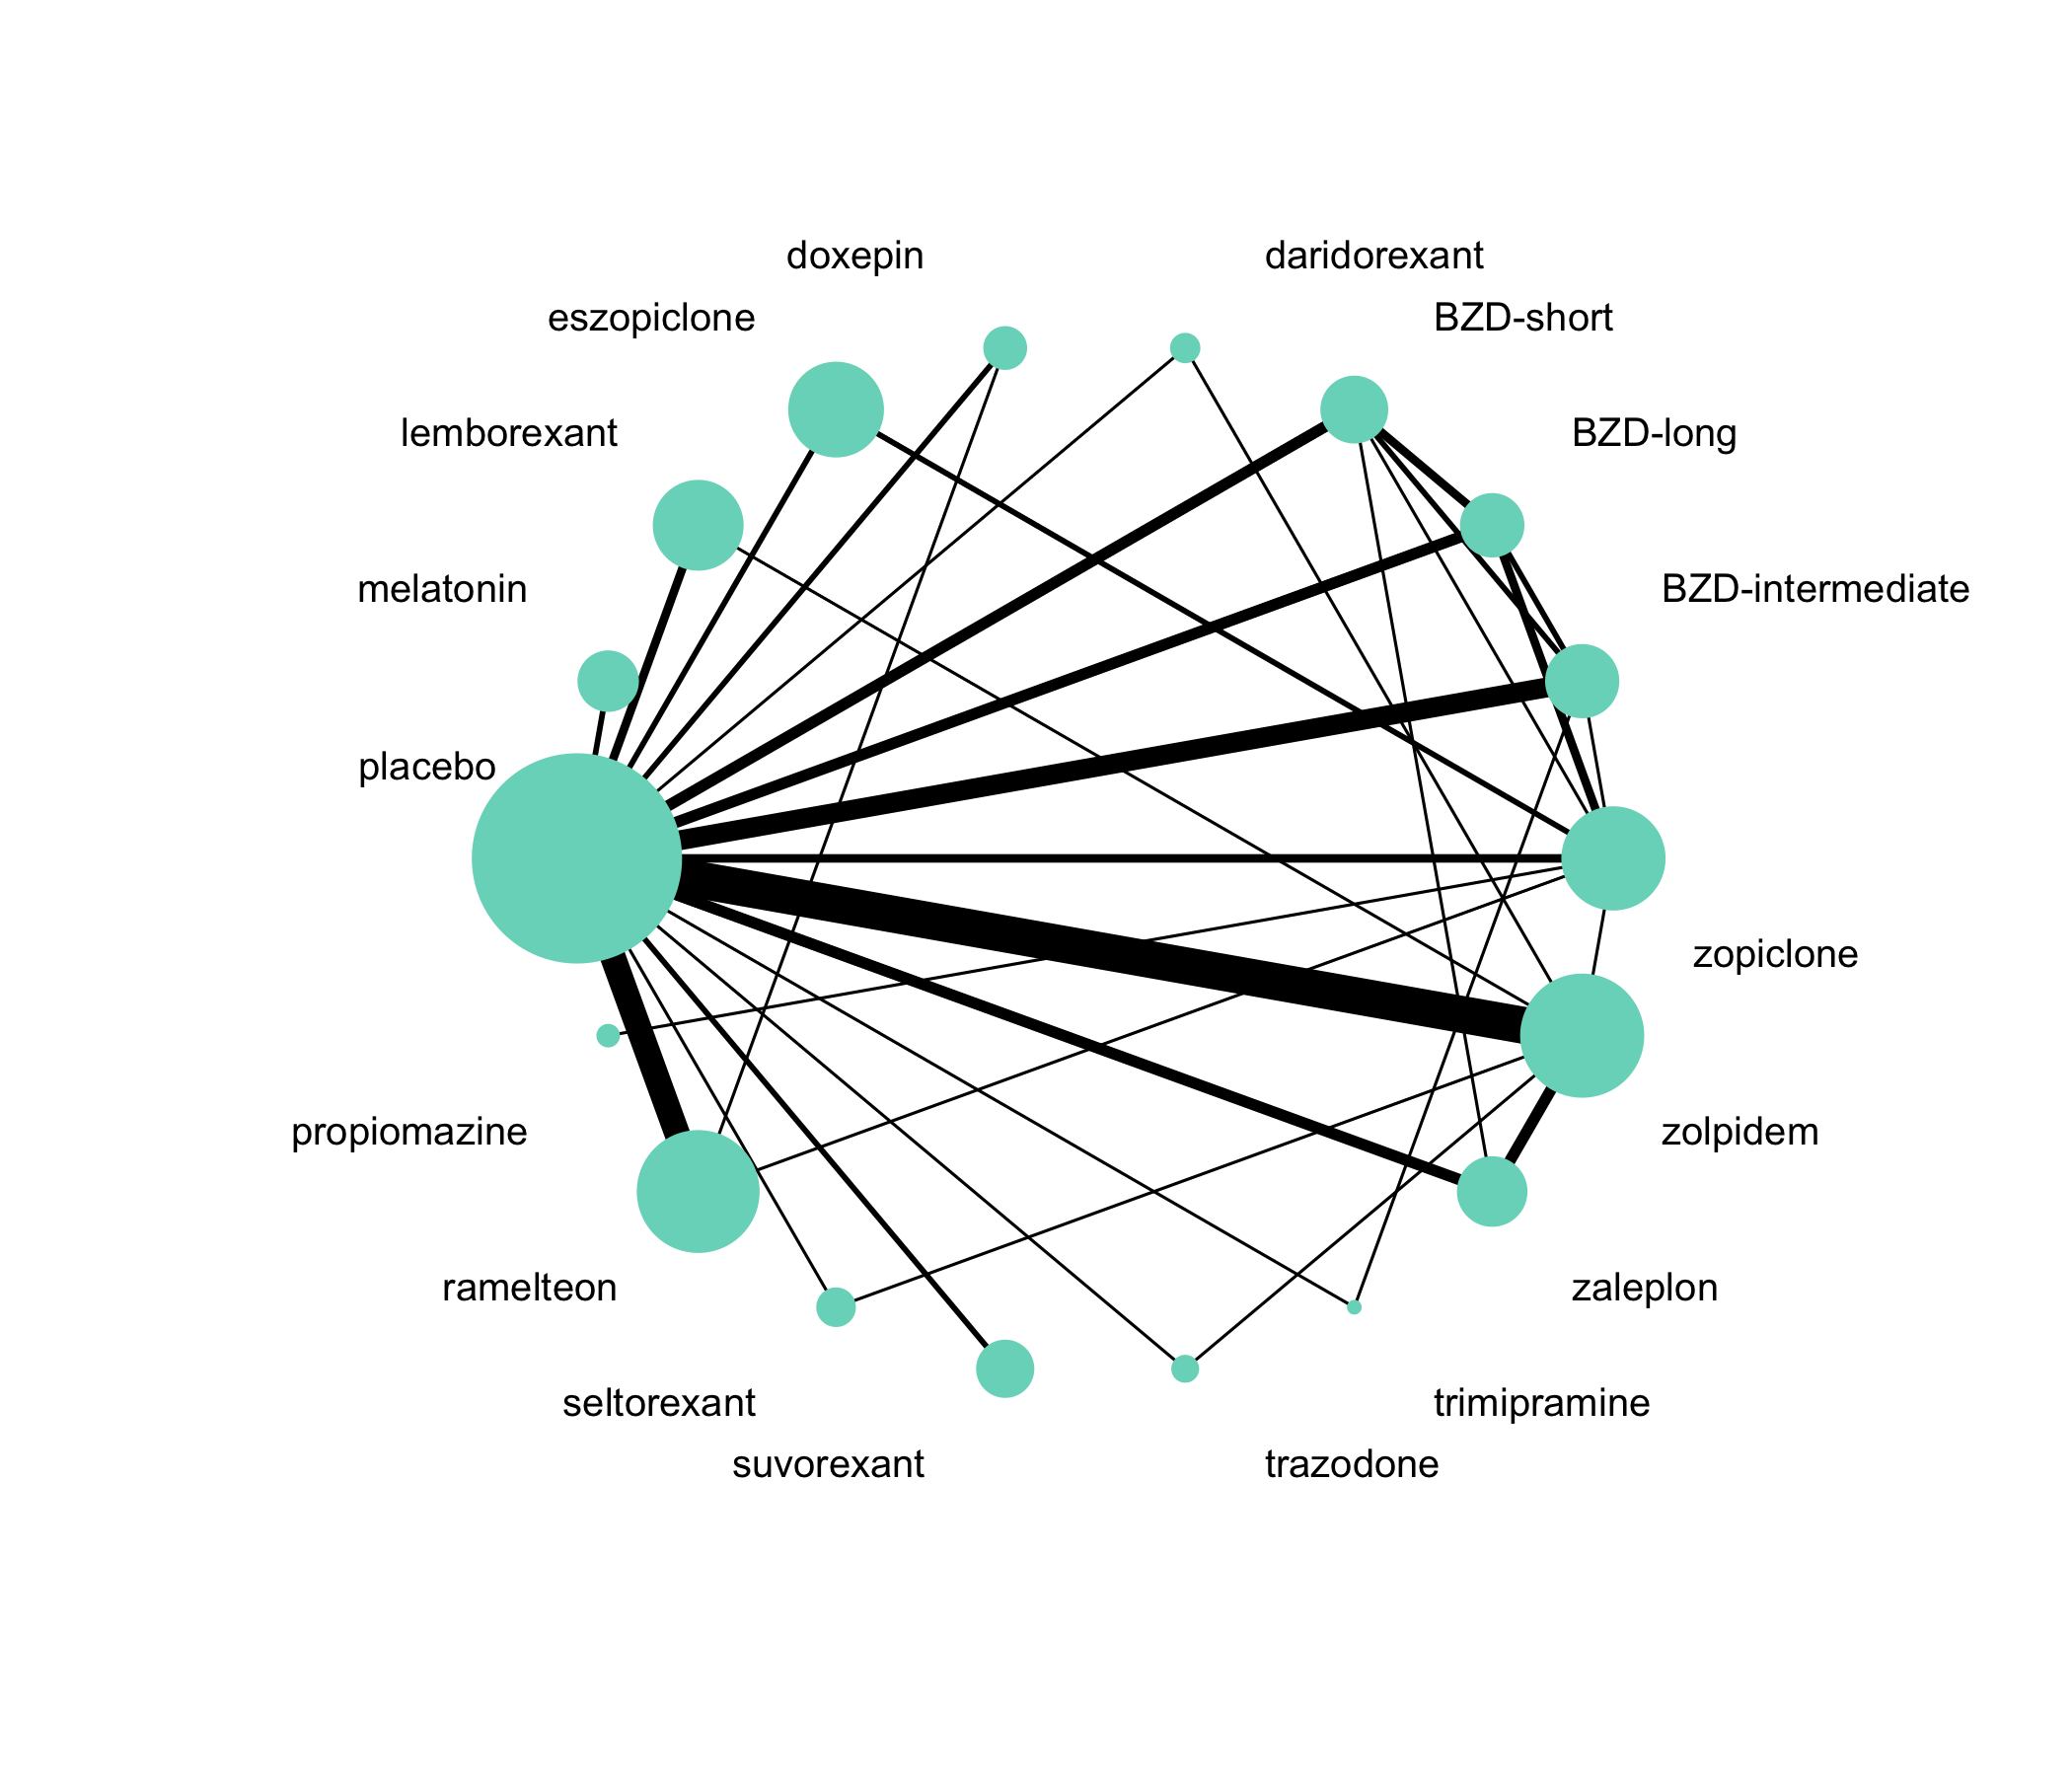 doxepin
daridorexant
eszopiclone
BZD-short
lemborexant
BZD-long
melatonin
BZD-intermediate
placebo
zopiclone
propiomazine
zolpidem
ramelteon
zaleplon
seltorexant
trimipramine
suvorexant
trazodone